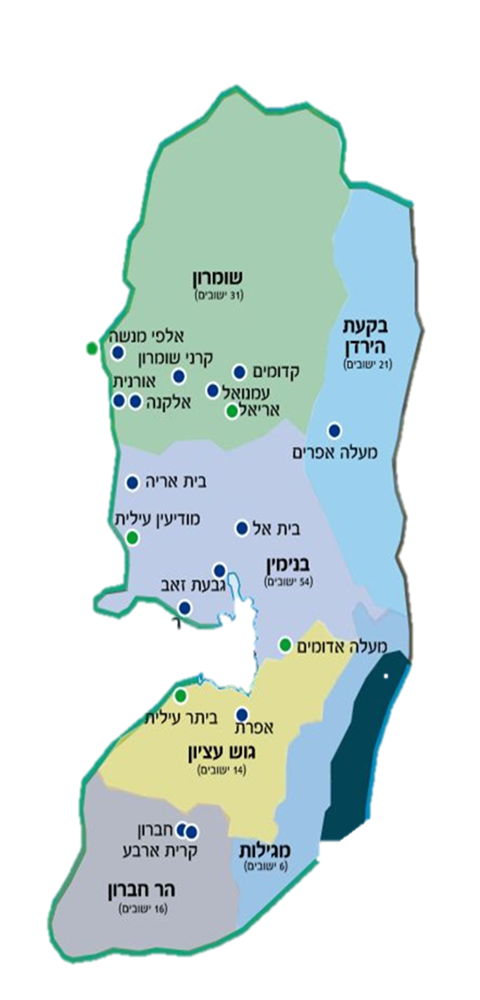 שומרון
(31 ישובים)
בקעת
הירדן
(21 ישובים)
אלפי מנשה
קרני שומרון
קדומים
אורנית
עמנואל
אלקנה
אריאל
מעלה אפרים
בית אריה
מודיעין עילית
בית אל
בנימין
(54 ישובים)
גבעת זאב
ר
מעלה אדומים
ביתר עילית
אפרת
גוש עציון
(14 ישובים)
חברון
קרית ארבע
מגילות
(6 ישובים)
הר חברון
(16 ישובים)